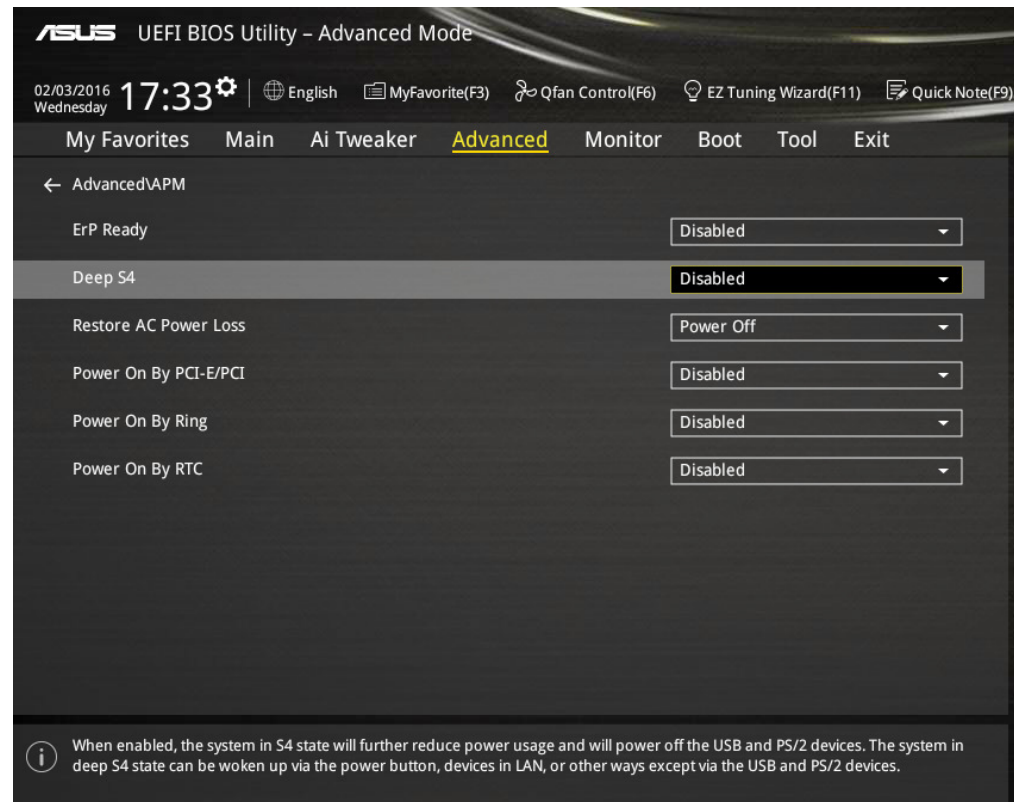 ASUS UEFI BIOS Utility – Advanced Mode
02/03/2016 Wednesday 17:33 English MyFavorite(F3) Qfan Control(F6) EZ Tuning Wizard(F11) Quick Note(F9)
My Favorites Main Ai Tweaker Advanced Monitor Boot Tool Exit
Advanced\APM
ErP Ready Disabled
Deep S4 Disabled
Restore AC Power Loss Power Off
Power On By PCI-E/PCI Disabled
Power On By Ring Disabled
Power On By RTC Disabled
When enabled, the system in S4 state will further reduce power usage and will power off the USB and PS/2 devices. The system in
deep S4 state can be woken up via the power button, devices in LAN, or other ways except via the USB and PS/2 devices.